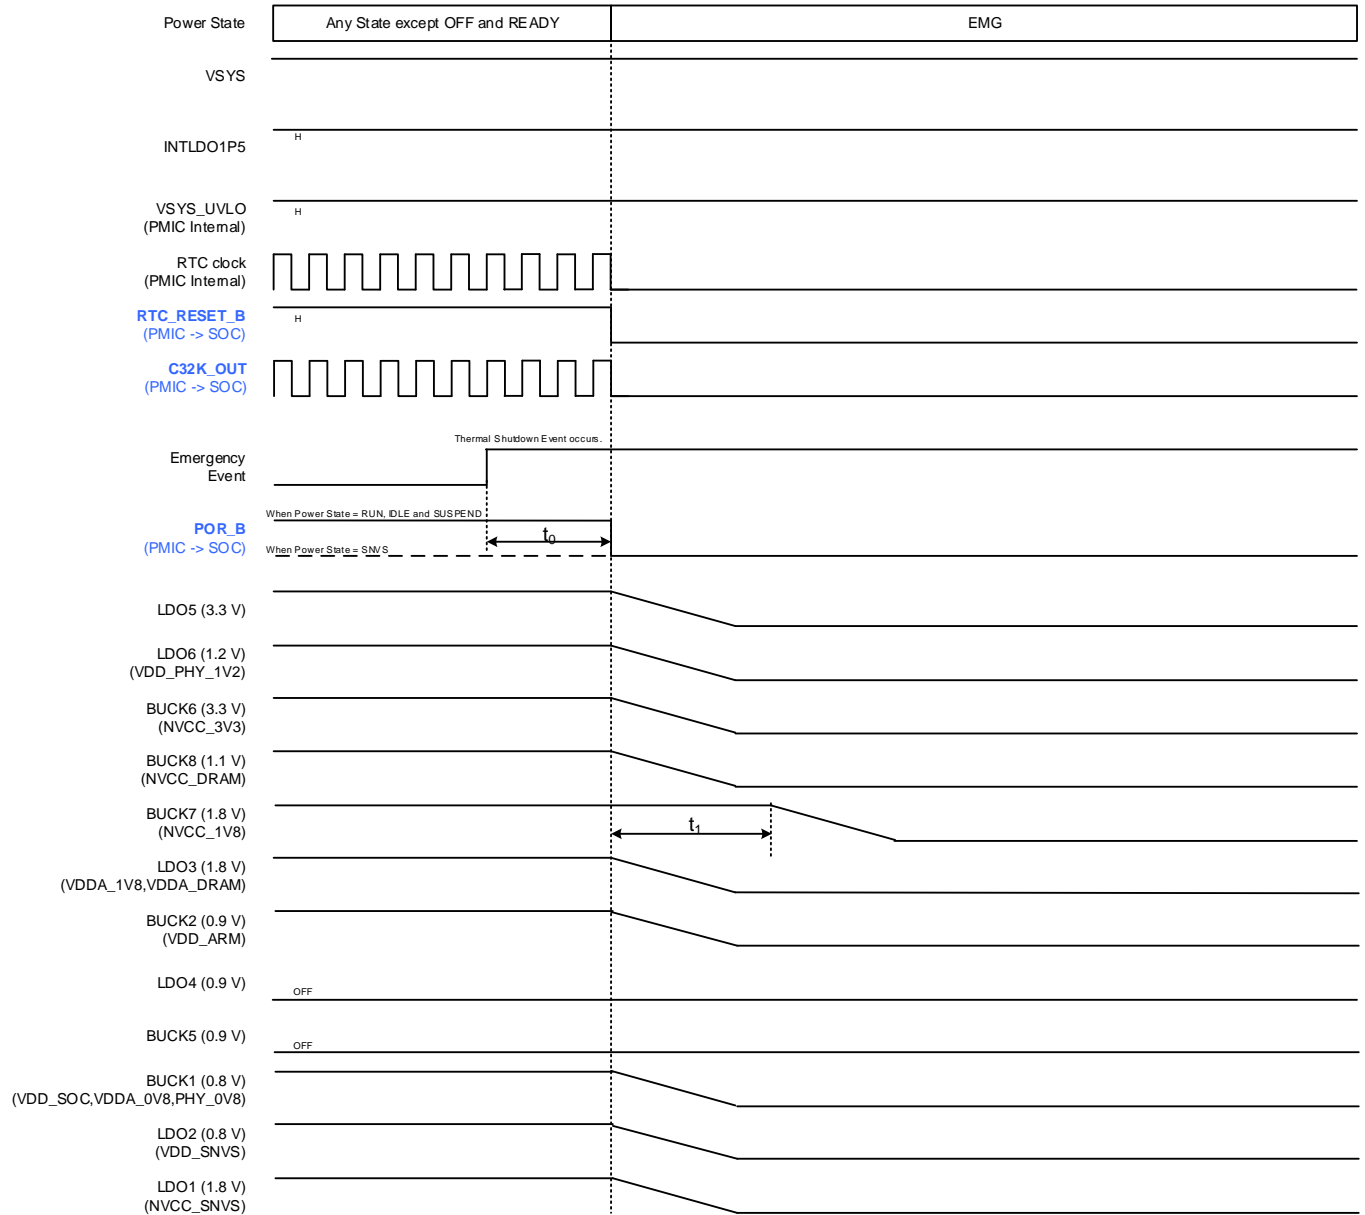 Power State
Any State except OFF and READY
EMG
VSYS
INTLDO1P5
H
VSYS_UVLO
(PMIC Internal)
H
RTC clock
(PMIC Internal)
RTC_RESET_B
(PMIC -> SOC)
H
C32K_OUT
(PMIC -> SOC)
Thermal Shutdown Event occurs.
Emergency
Event
When Power State = RUN, IDLE and SUSPEND
POR_B
(PMIC -> SOC)
t0
When Power State = SNVS
LDO5 (3.3 V)
LDO6 (1.2 V)
(VDD_PHY_1V2)
BUCK6 (3.3 V)
(NVCC_3V3)
BUCK8 (1.1 V)
(NVCC_DRAM)
BUCK7 (1.8 V)
(NVCC_1V8)
t1
LDO3 (1.8 V)
(VDDA_1V8,VDDA_DRAM)
BUCK2 (0.9 V)
(VDD_ARM)
LDO4 (0.9 V)
OFF
BUCK5 (0.9 V)
OFF
BUCK1 (0.8 V)
(VDD_SOC,VDDA_0V8,PHY_0V8)
LDO2 (0.8 V)
(VDD_SNVS)
LDO1 (1.8 V)
(NVCC_SNVS)